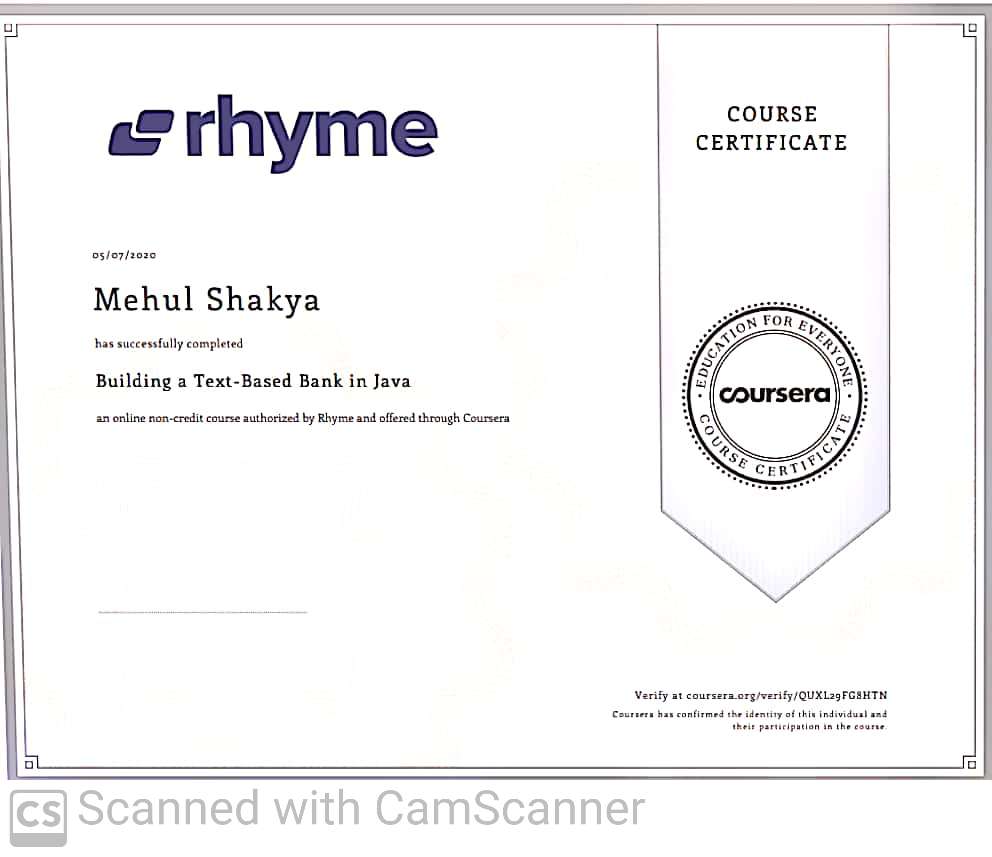 rhyme
COURSE
CERTIFICATE
05/07/2020
Mehul Shakya
has successfully completed
Building a Text-Based Bank in Java
an online non-credit course authorized by Rhyme and offered through Coursera
EDUCATION FOR EVERYONE
coursera
COURSE CERTIFICATE
Verify at coursera.org/verify/QUXL29FG8HTN
Coursera has confirmed the identity of this individual and
their participation in the course.
CS Scanned with CamScanner